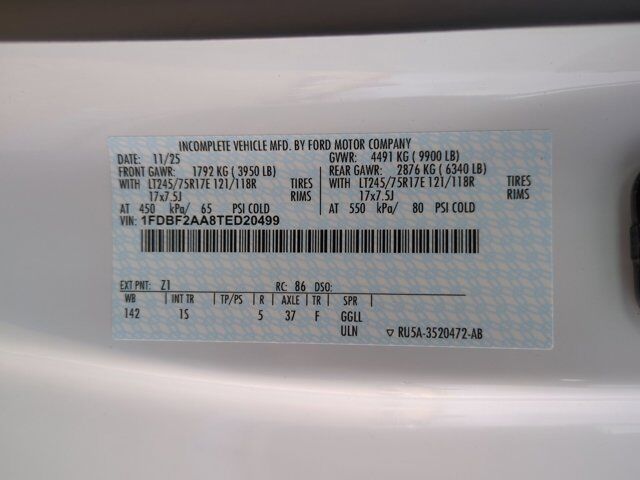 INCOMPLETE VEHICLE MFD. BY FORD MOTOR COMPANY
DATE: 11/25 GVWR: 4491 KG ( 9900 LB)
FRONT GAWR: 1792 KG ( 3950 LB) REAR GAWR: 2876 KG ( 6340 LB)
WITH LT245/75R17E 121/118R TIRES WITH LT245/75R17E 121/118R TIRES
17x7.5J RIMS 17x7.5J RIMS
AT 450 kPa/ 65 PSI COLD AT 550 kPa/ 80 PSI COLD
VIN: 1FDBF2AA8TED20499
EXT PNT: Z1 RC: 86 DSO:
WB INT TR TP/PS R AXLE TR SPR
142 1S 5 37 F GGLL
ULN ▽ RU5A-3520472-AB